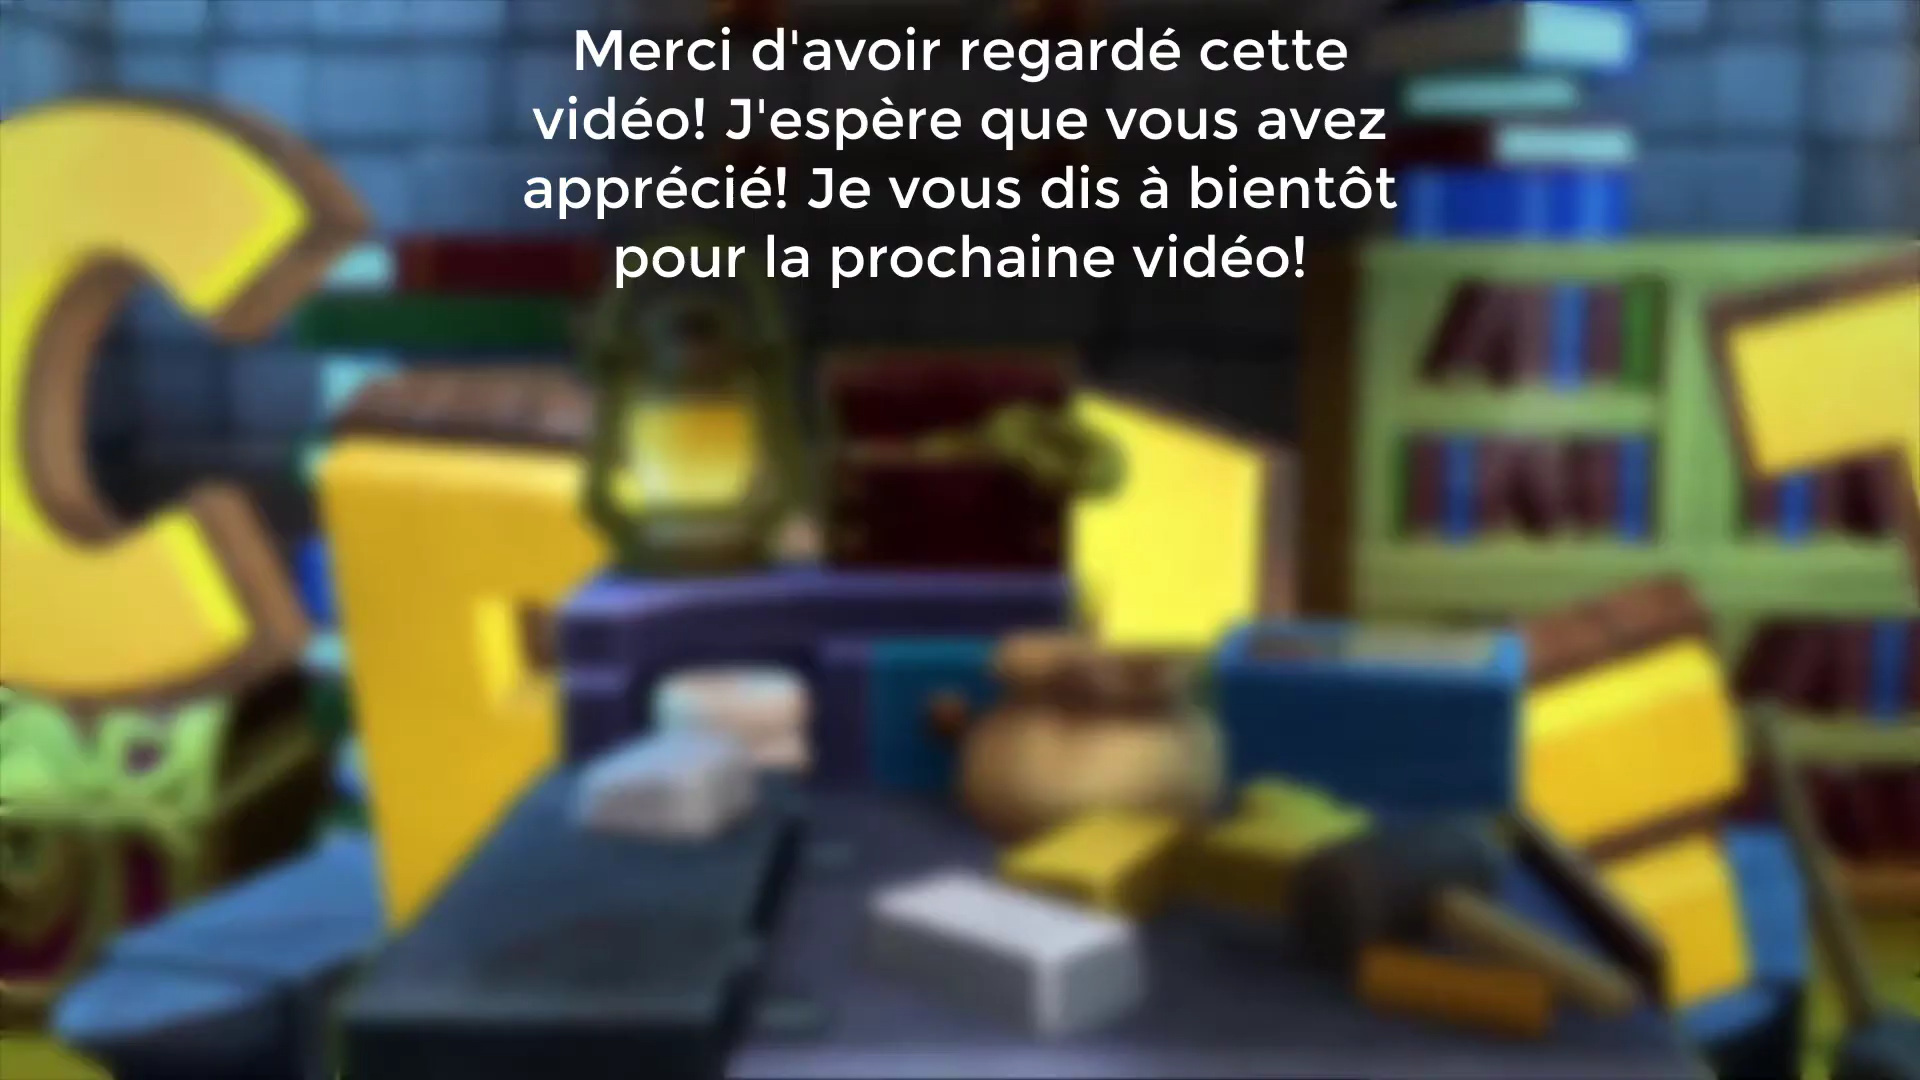 Merci d'avoir regardé cette
vidéo! J'espère que vous avez
apprécié! Je vous dis à bientôt
pour la prochaine vidéo!